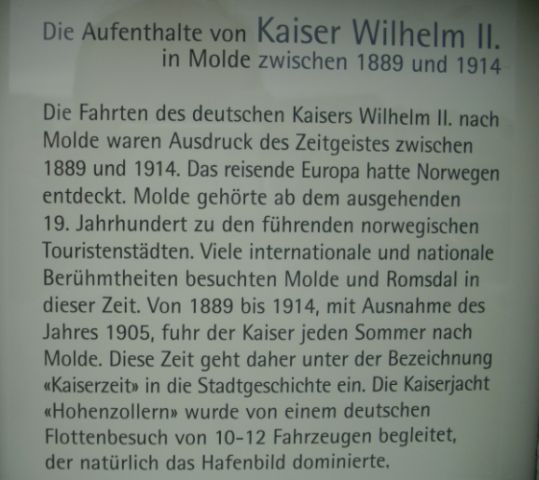 Die Aufenthalte von Kaiser Wilhelm II.
in Molde zwischen 1889 und 1914
Die Fahrten des deutschen Kaisers Wilhelm II. nach
Molde waren Ausdruck des Zeitgeistes zwischen
1889 und 1914. Das reisende Europa hatte Norwegen
entdeckt. Molde gehörte ab dem ausgehenden
19. Jahrhundert zu den führenden norwegischen
Touristenstädten. Viele internationale und nationale
Berühmtheiten besuchten Molde und Romsdal in
dieser Zeit. Von 1889 bis 1914, mit Ausnahme des
Jahres 1905, fuhr der Kaiser jeden Sommer nach
Molde. Diese Zeit geht daher unter der Bezeichnung
«Kaiserzeit» in die Stadtgeschichte ein. Die Kaiserjacht
«Hohenzollern» wurde von einem deutschen
Flottenbesuch von 10-12 Fahrzeugen begleitet,
der natürlich das Hafenbild dominierte.